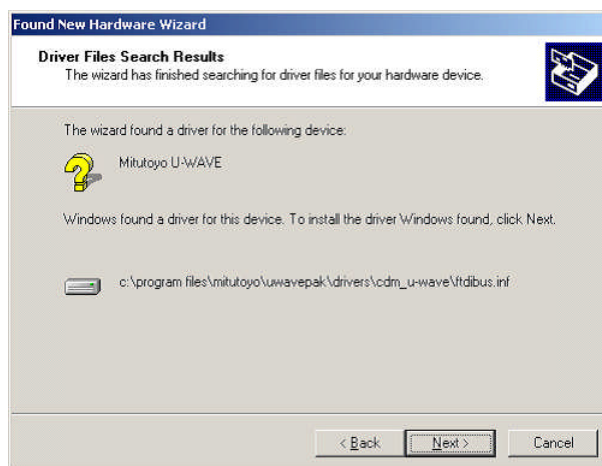 Found New Hardware Wizard
Driver Files Search Results
The wizard has finished searching for driver files for your hardware device.
The wizard found a driver for the following device:
Mitutoyo U-WAVE
Windows found a driver for this device. To install the driver Windows found, click Next.
c:\program files\mitutoyo\uwavepak\drivers\cdm_u-wave\ftdibus.inf
< Back
Next >
Cancel